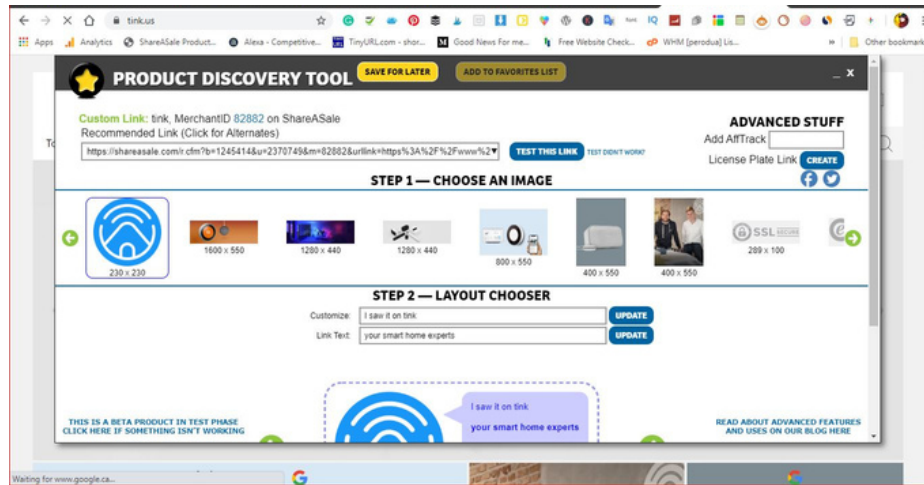 tink.us
Apps Analytics ShareASale Product... Alexa - Competitive... TinyURL.com - shor... Good News For me... Free Website Check... WHM [perodua] Lis... Other bookmark
PRODUCT DISCOVERY TOOL SAVE FOR LATER ADD TO FAVORITES LIST _ X
Custom Link: tink, MerchantID 82882 on ShareASale
Recommended Link (Click for Alternates)
https://shareasale.com/r.cfm?b=1245414&u=2370749&m=82882&urllink=https%3A%2F%2Fwww%2 TEST THIS LINK TEST DIDN'T WORK?
ADVANCED STUFF
Add AffTrack
License Plate Link CREATE
STEP 1 — CHOOSE AN IMAGE
SSL SECURE
230 x 230 1600 x 550 1280 x 440 1280 x 440 800 x 550 400 x 550 400 x 550 289 x 100
STEP 2 — LAYOUT CHOOSER
Customize: I saw it on tink UPDATE
Link Text: your smart home experts UPDATE
I saw it on tink
your smart home experts
THIS IS A BETA PRODUCT IN TEST PHASE
CLICK HERE IF SOMETHING ISN'T WORKING
READ ABOUT ADVANCED FEATURES
AND USES ON OUR BLOG HERE
Waiting for www.google.ca...